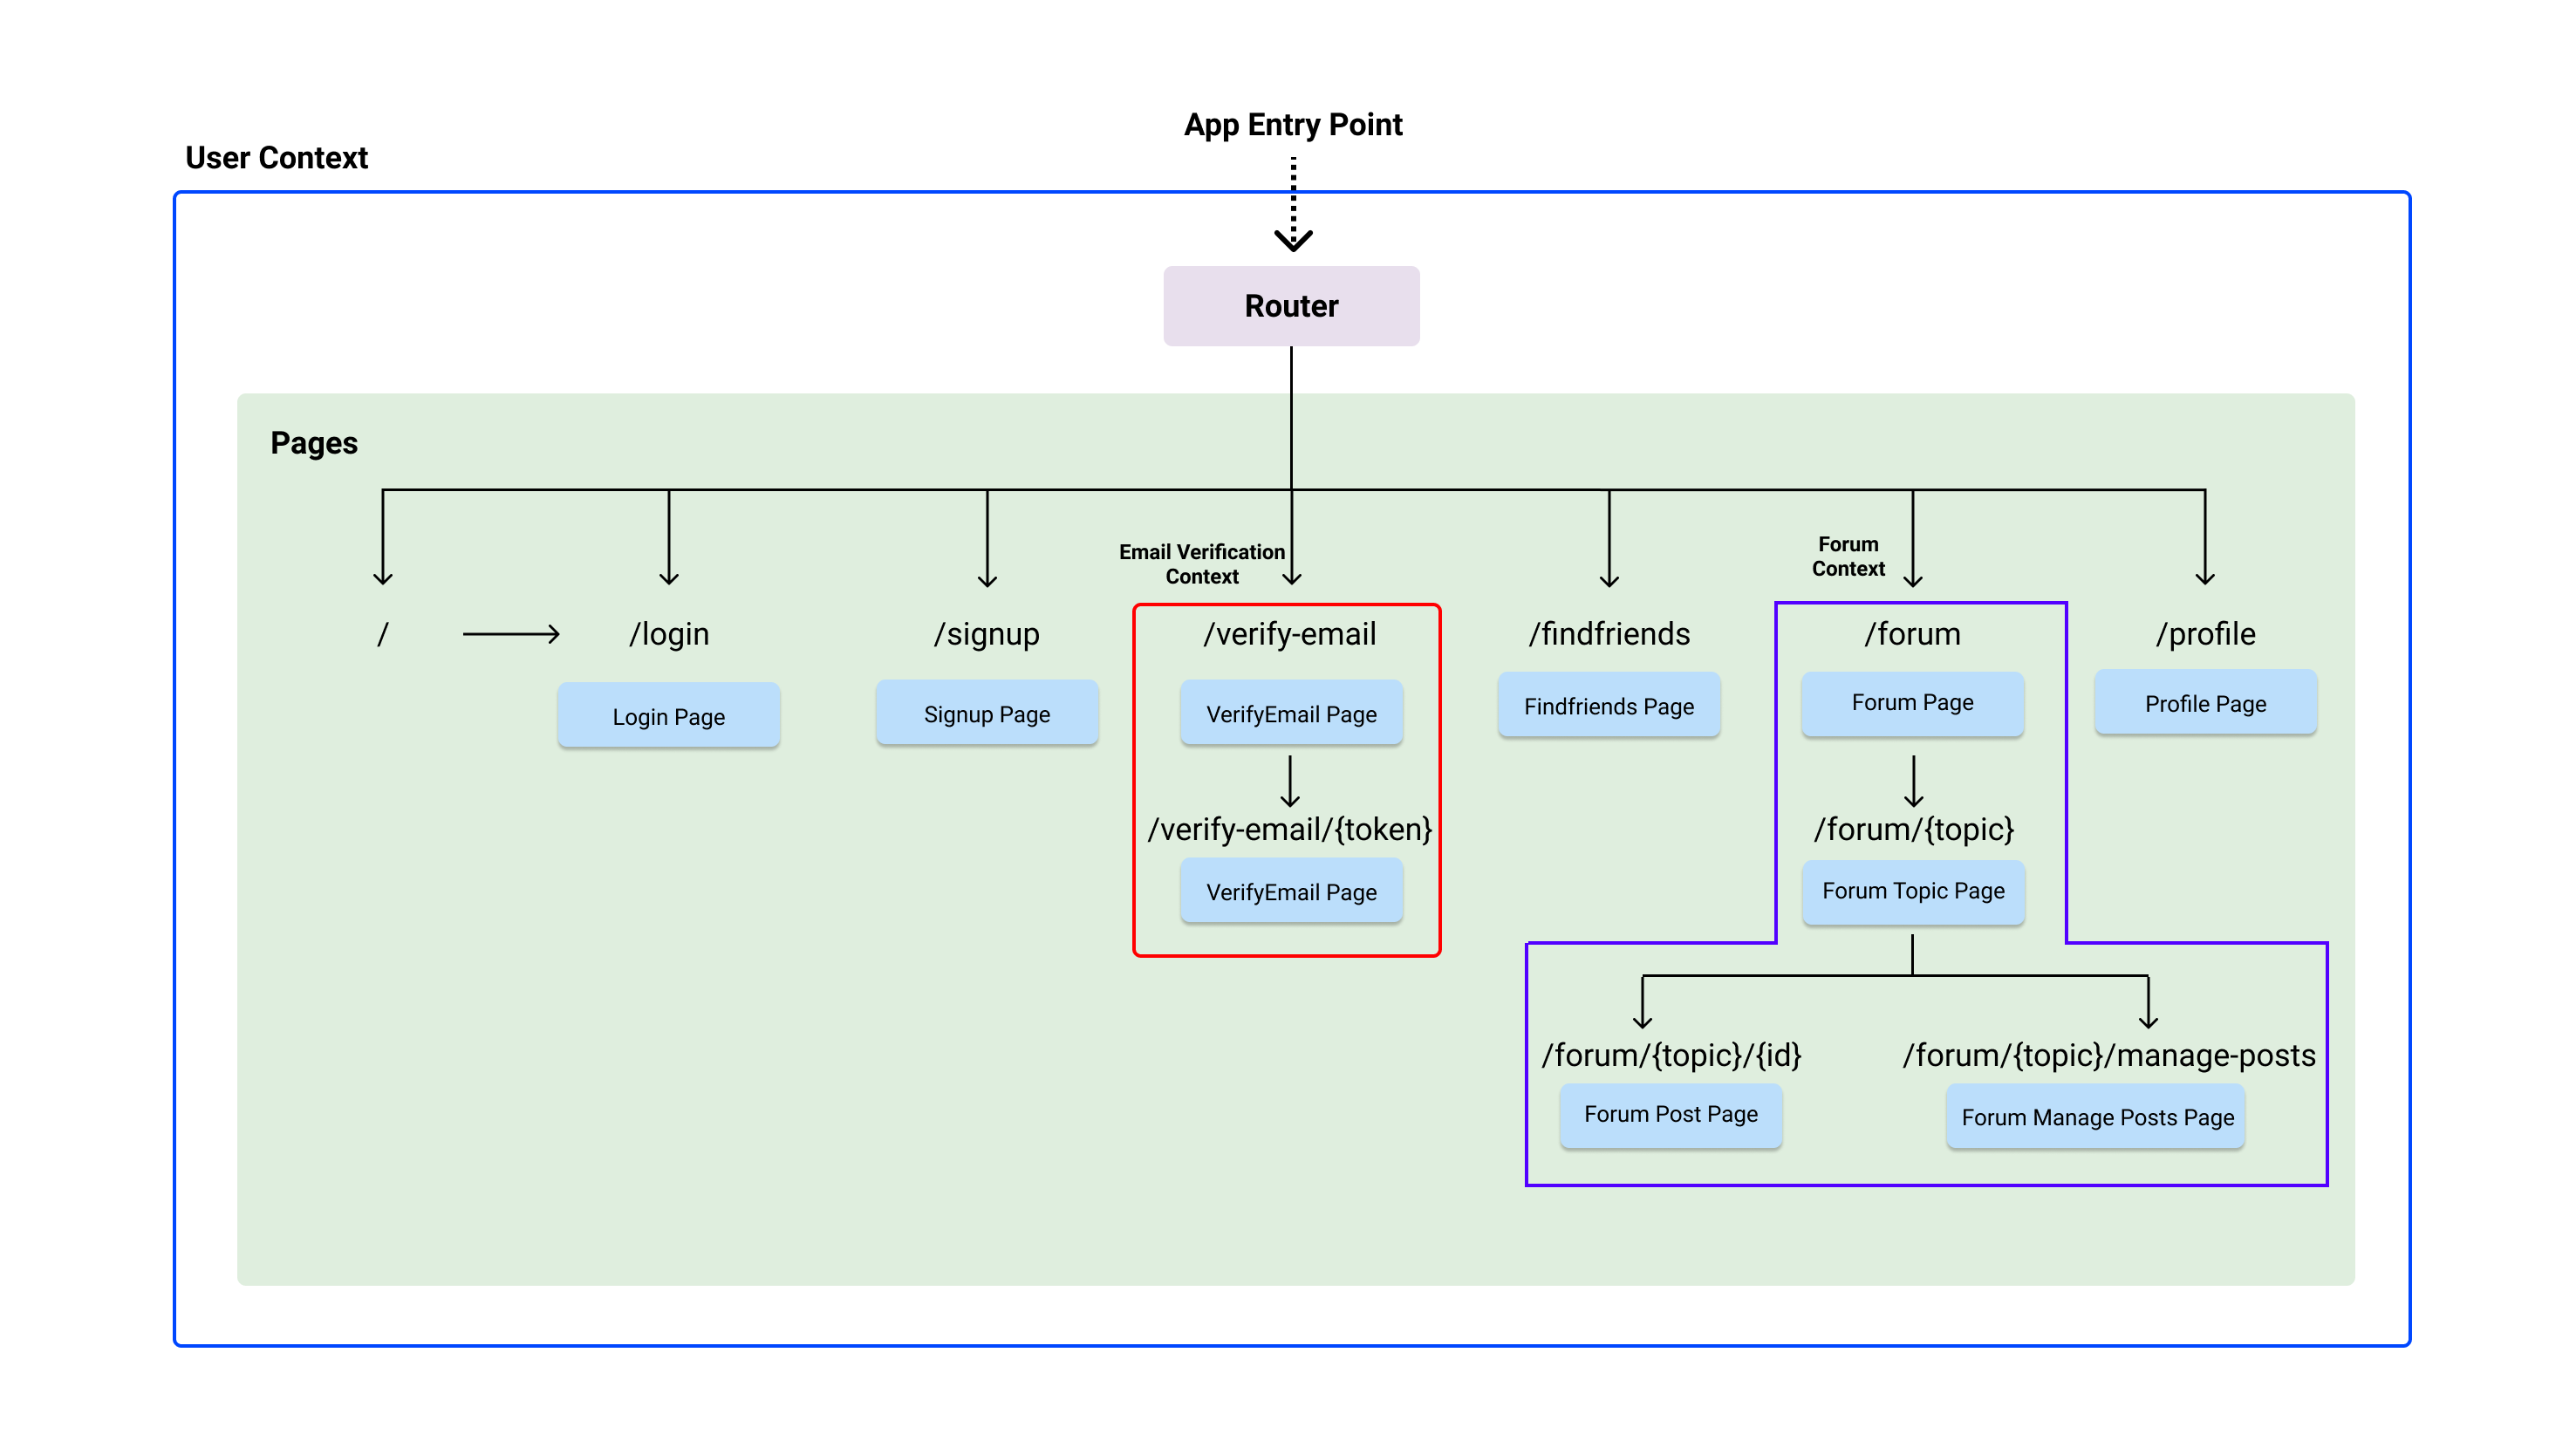 App Entry Point
User Context
Router
Pages
Email Verification
Context
Forum
Context
/
/login
/signup
/verify-email
/findfriends
/forum
/profile
Login Page
Signup Page
VerifyEmail Page
Findfriends Page
Forum Page
Profile Page
/verify-email/{token}
/forum/{topic}
VerifyEmail Page
Forum Topic Page
/forum/{topic}/{id}
/forum/{topic}/manage-posts
Forum Post Page
Forum Manage Posts Page